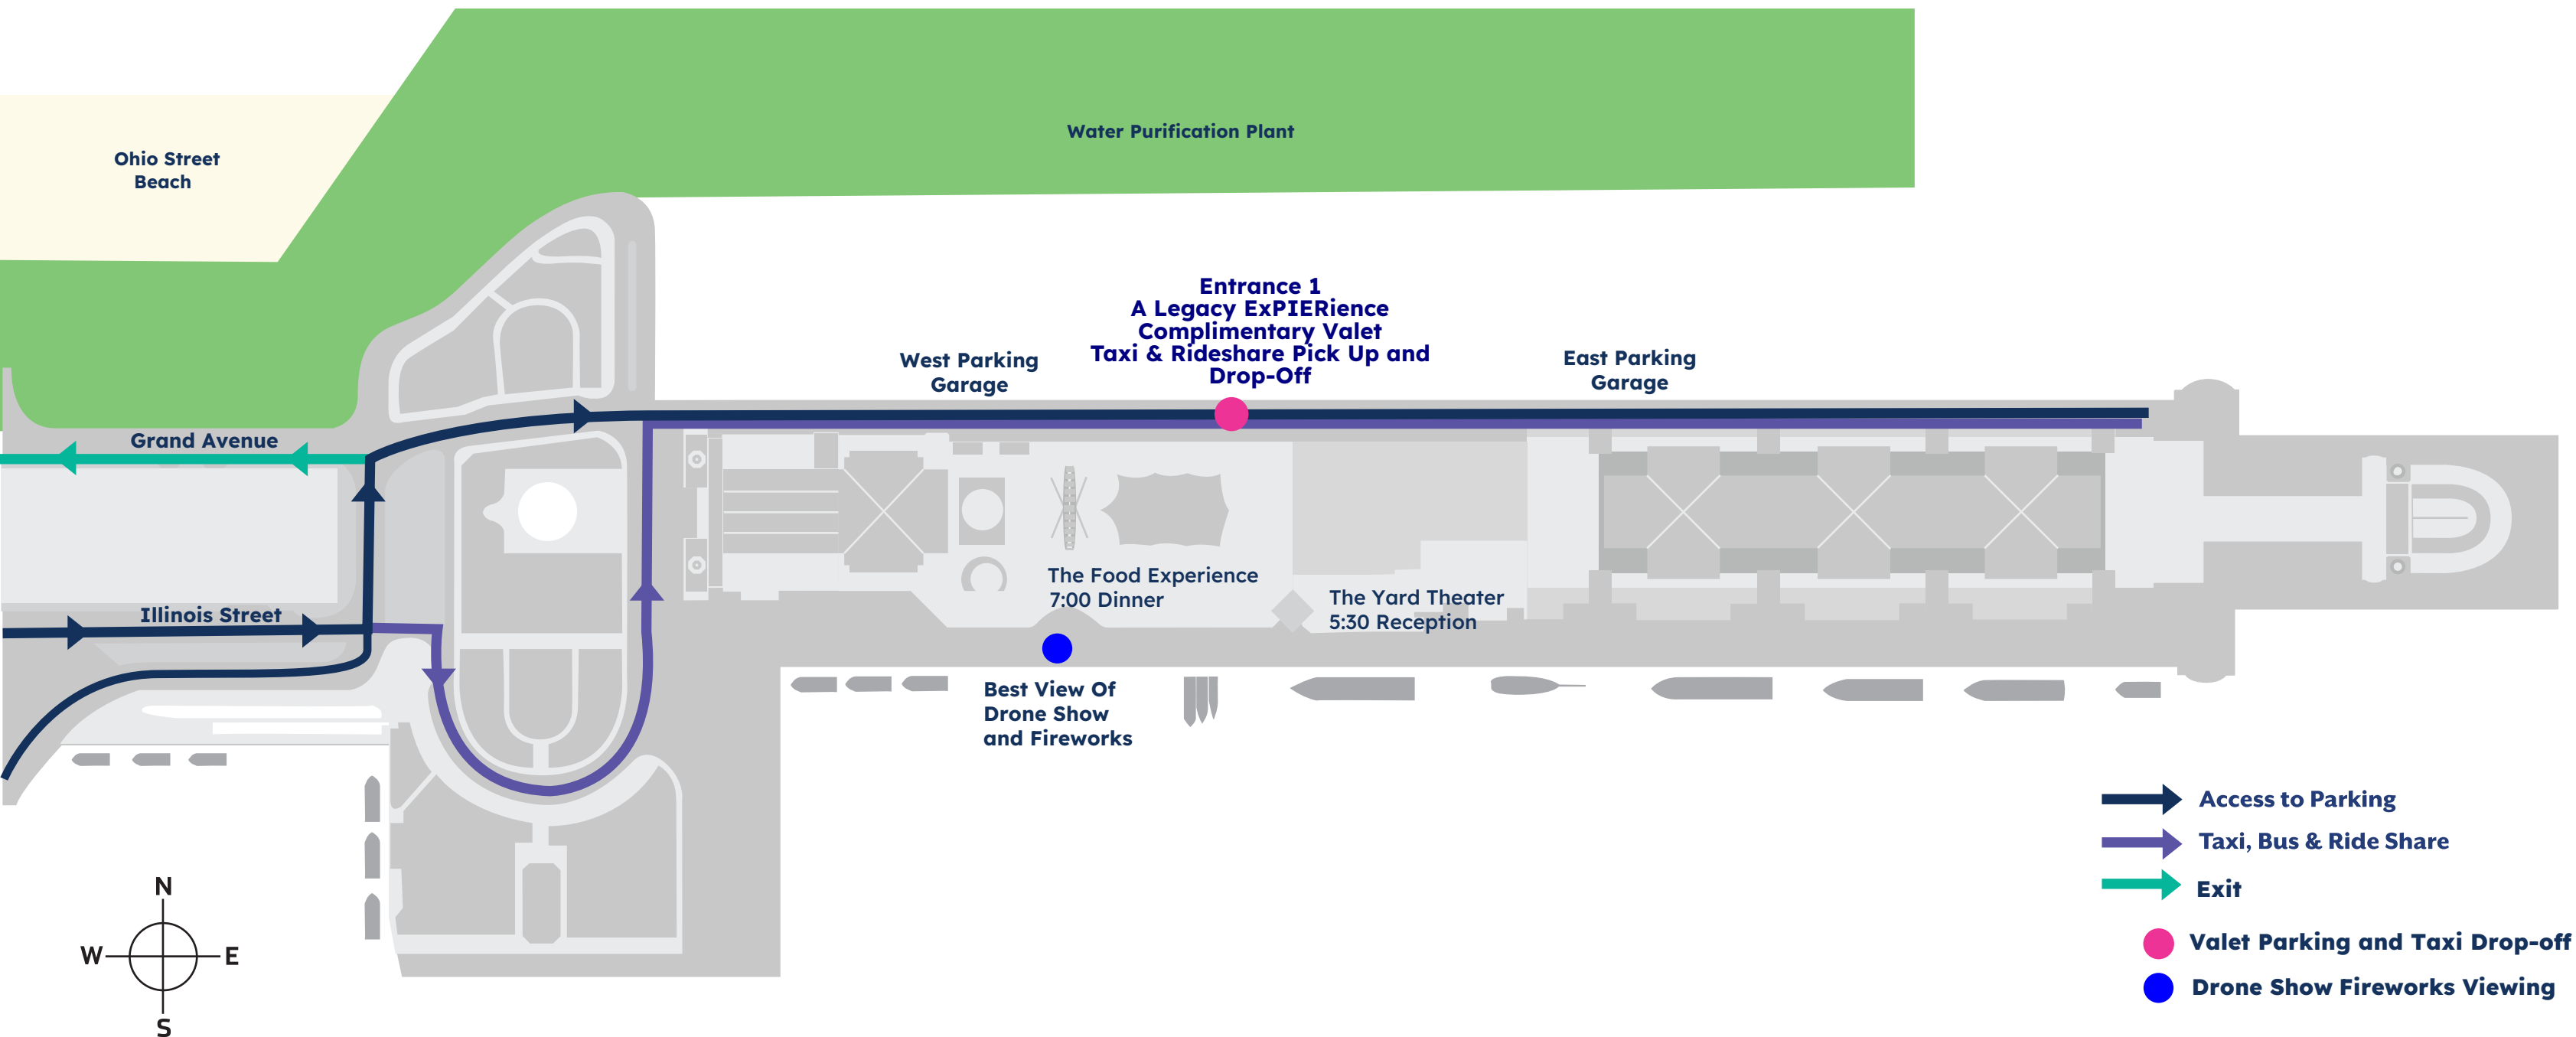 Water Purification Plant
Ohio Street
Beach
Entrance 1
A Legacy ExPIERience
Complimentary Valet
Taxi & Rideshare Pick Up and
Drop-Off
West Parking
Garage
East Parking
Garage
Grand Avenue
Illinois Street
The Food Experience
7:00 Dinner
The Yard Theater
5:30 Reception
Best View Of
Drone Show
and Fireworks
Access to Parking
Taxi, Bus & Ride Share
Exit
Valet Parking and Taxi Drop-off
Drone Show Fireworks Viewing
N
W E
S